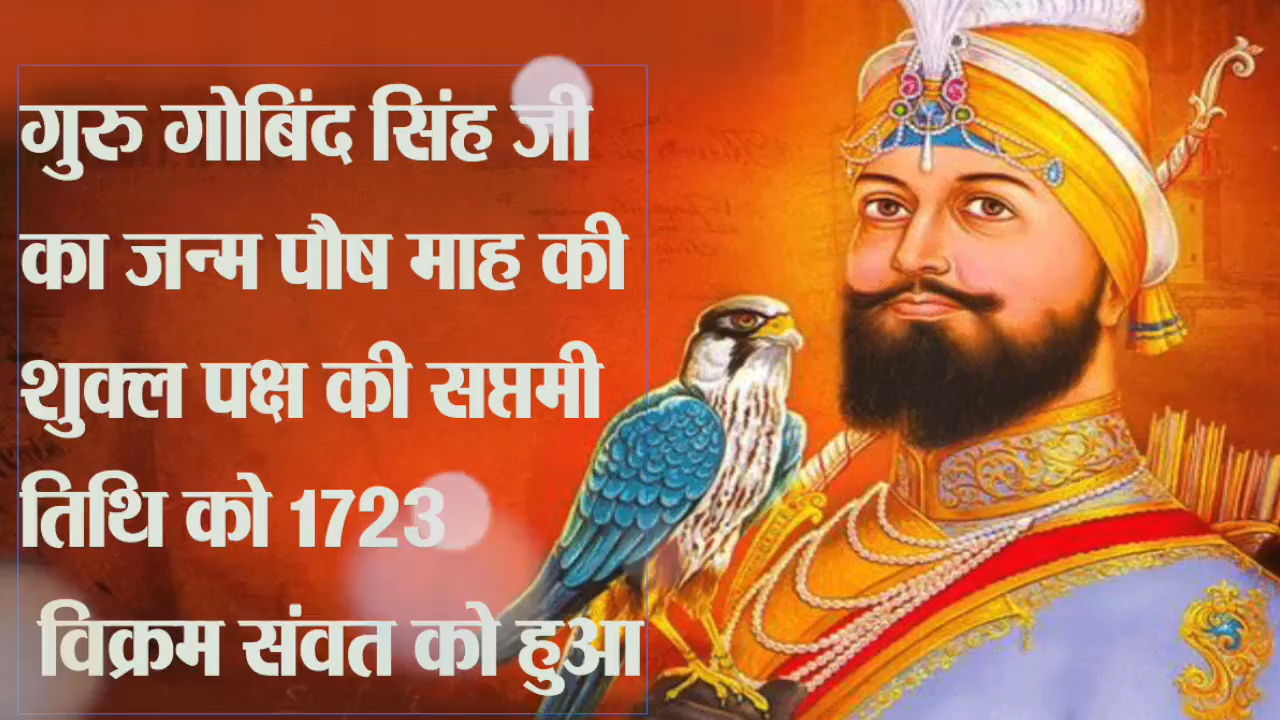 गुरु गोबिंद सिंह जी
का जन्म पौष माह की
शुक्ल पक्ष की सप्तमी
तिथि को 1723
विक्रम संवत को हुआ